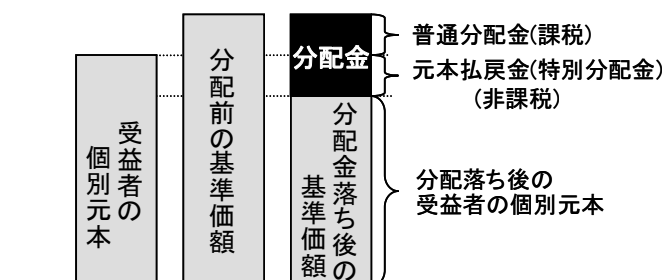 受益者の
個別元本
分配前の基準価額
分配金
分配金落ち後の
基準価額
普通分配金(課税)
元本払戻金(特別分配金)
(非課税)
分配落ち後の
受益者の個別元本